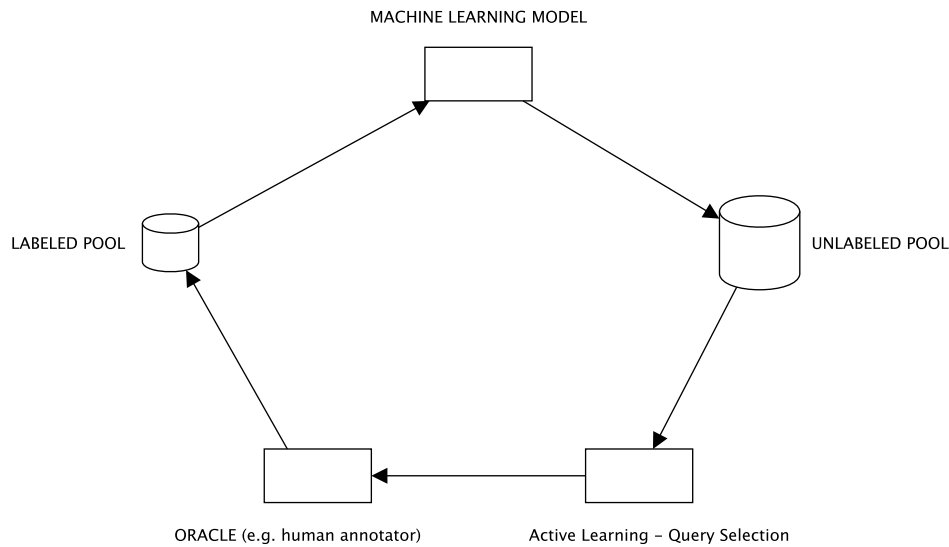 MACHINE LEARNING MODEL
LABELED POOL
UNLABELED POOL
ORACLE (e.g. human annotator)
Active Learning – Query Selection